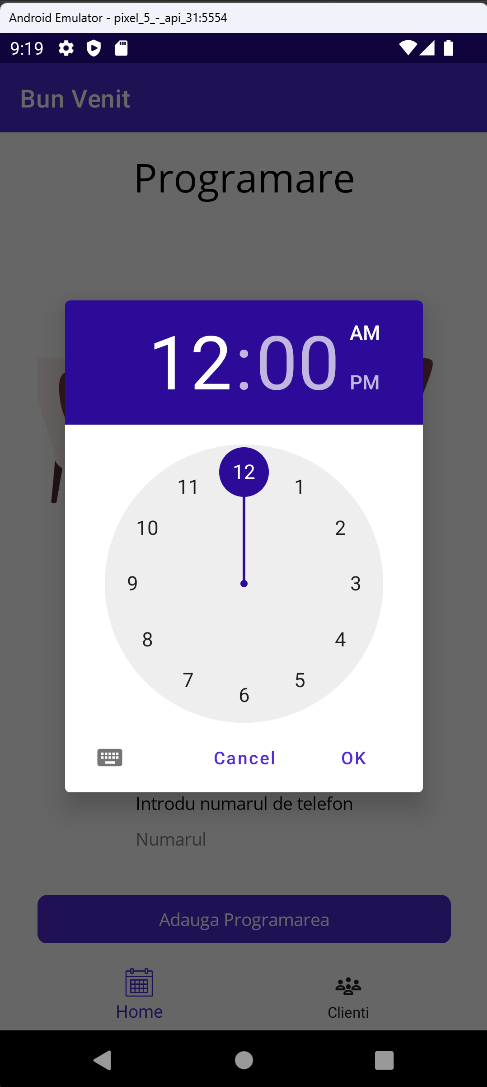 Android Emulator - pixel_5_-_api_31:5554
9:19
Bun Venit
Programare
12:00
AM
PM
12
11
1
10
2
9
3
8
4
7
5
6
Cancel
OK
Introdu numarul de telefon
Numarul
Adauga Programarea
Home
Clienti